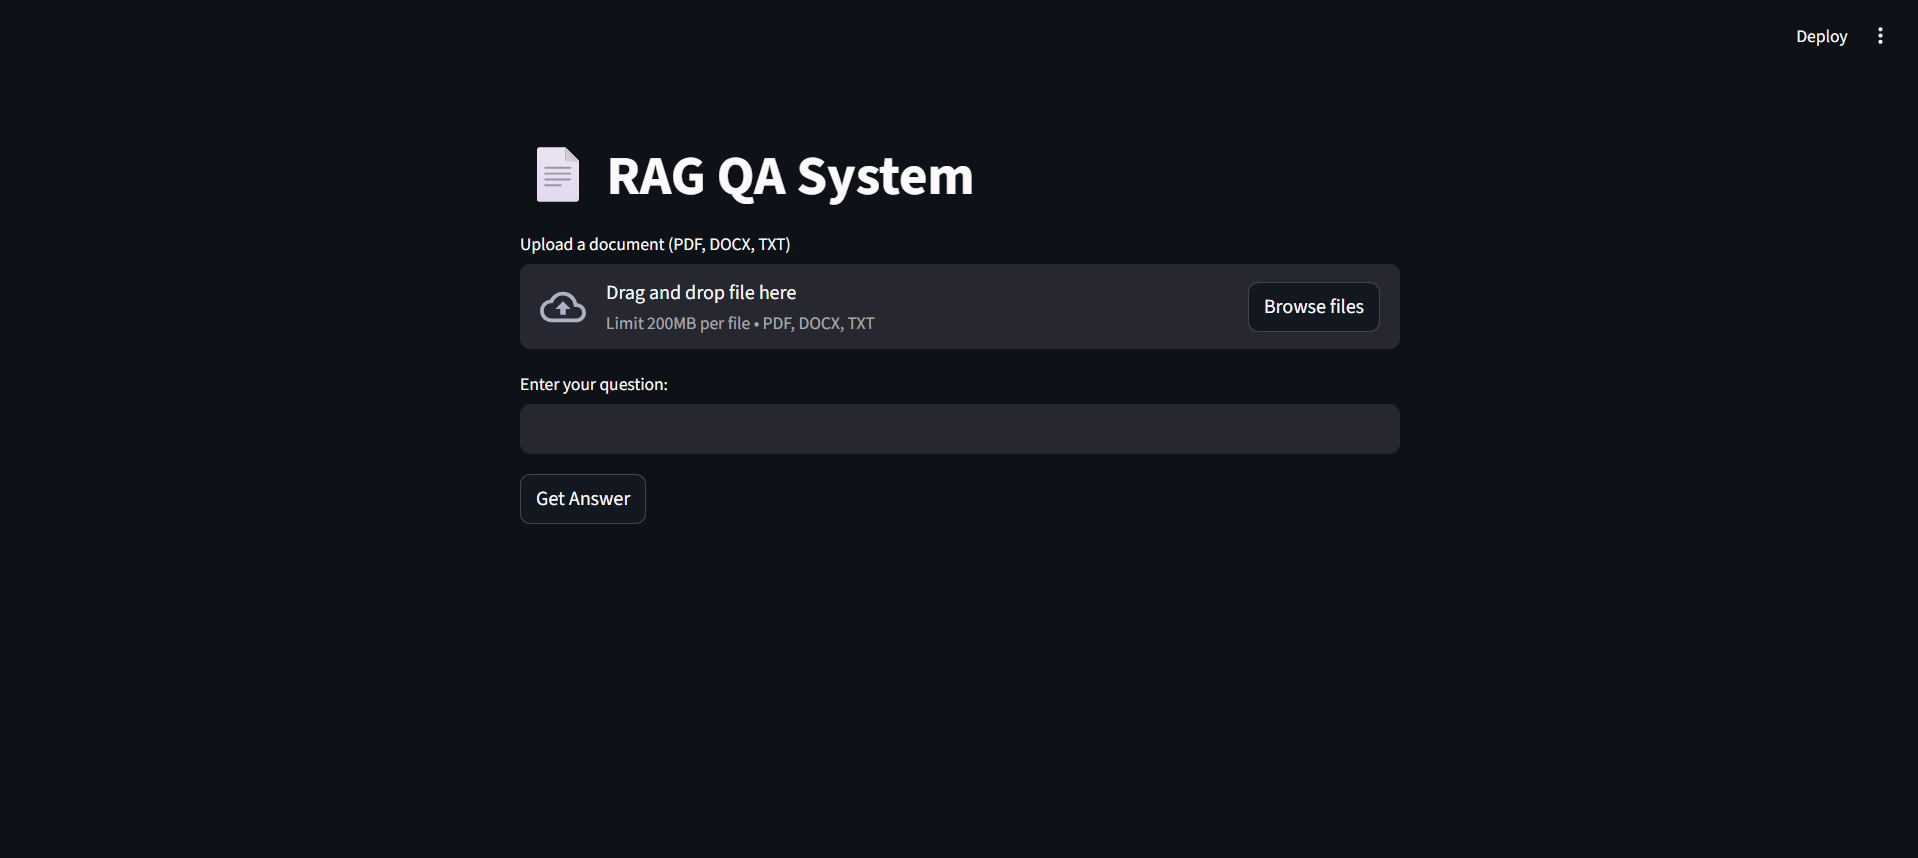 Deploy
RAG QA System
Upload a document (PDF, DOCX, TXT)
Drag and drop file here
Limit 200MB per file • PDF, DOCX, TXT
Browse files
Enter your question:
Get Answer